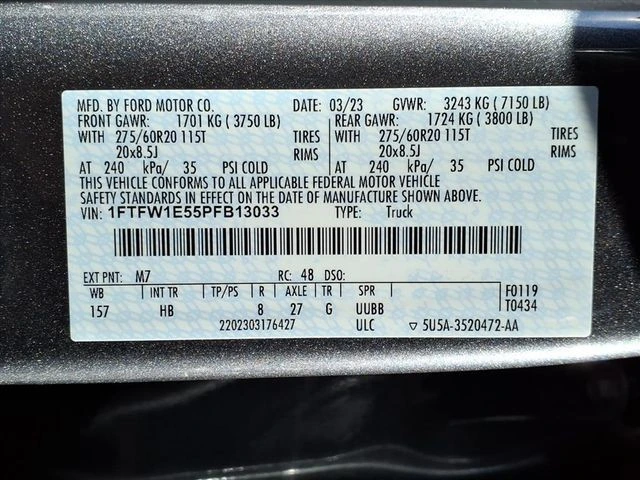 MFD. BY FORD MOTOR CO. DATE: 03/23 GVWR: 3243 KG ( 7150 LB)
FRONT GAWR: 1701 KG ( 3750 LB) REAR GAWR: 1724 KG ( 3800 LB)
WITH 275/60R20 115T TIRES WITH 275/60R20 115T TIRES
20x8.5J RIMS 20x8.5J RIMS
AT 240 kPa/ 35 PSI COLD AT 240 kPa/ 35 PSI COLD
THIS VEHICLE CONFORMS TO ALL APPLICABLE FEDERAL MOTOR VEHICLE
SAFETY STANDARDS IN EFFECT ON THE DATE OF MANUFACTURE SHOWN ABOVE.
VIN: 1FTFW1E55PFB13033 TYPE: Truck
EXT PNT: M7 RC: 48 DSO:
WB INT TR TP/PS R AXLE TR SPR F0119
157 HB 8 27 G UUBB T0434
2202303176427 ULC ▽ 5U5A-3520472-AA